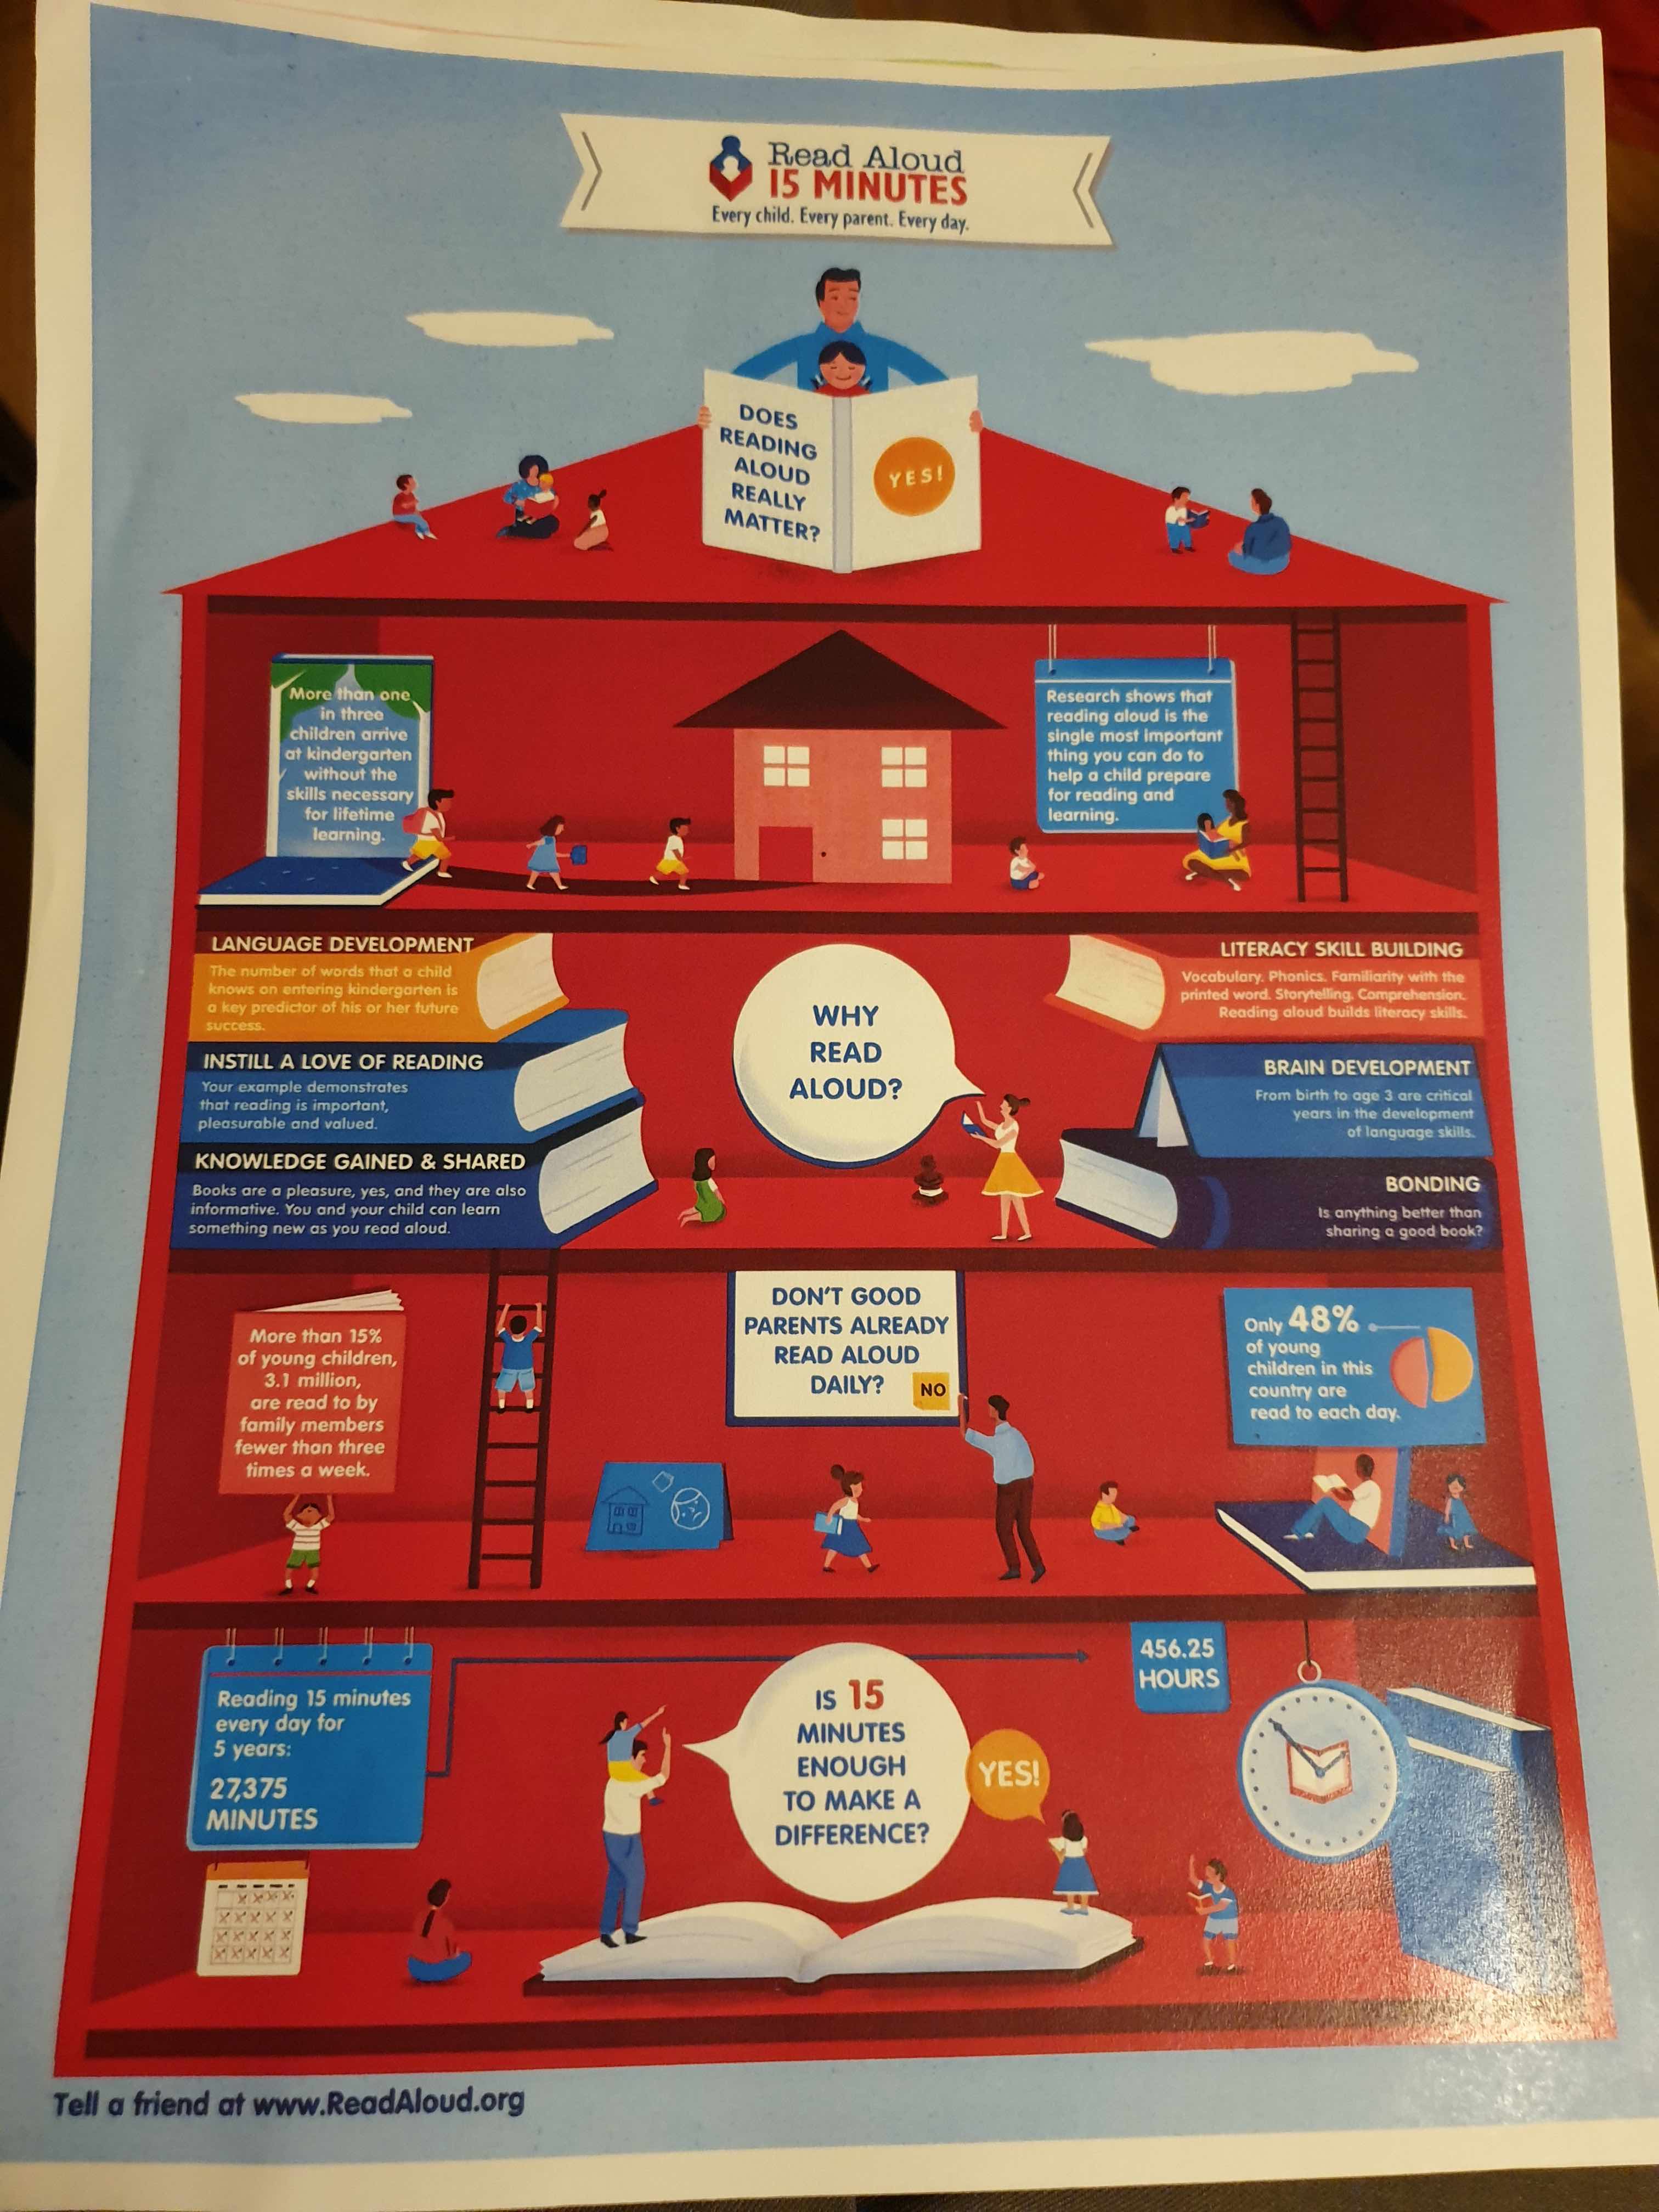 Read Aloud
15 MINUTES
Every child. Every parent. Every day.
DOES
READING
ALOUD
REALLY
MATTER?
YES!
More than one
in three
children arrive
at kindergarten
without the
skills necessary
for lifetime
learning.
Research shows that
reading aloud is the
single most important
thing you can do to
help a child prepare
for reading and
learning.
LANGUAGE DEVELOPMENT
The number of words that a child
knows on entering kindergarten is
a key predictor of his or her future
success.
INSTILL A LOVE OF READING
Your example demonstrates
that reading is important,
pleasurable and valued.
KNOWLEDGE GAINED & SHARED
Books are a pleasure, yes, and they are also
informative. You and your child can learn
something new as you read aloud.
WHY
READ
ALOUD?
LITERACY SKILL BUILDING
Vocabulary. Phonics. Familiarity with the
printed word. Storytelling. Comprehension.
Reading aloud builds literacy skills.
BRAIN DEVELOPMENT
From birth to age 3 are critical
years in the development
of language skills.
BONDING
Is anything better than
sharing a good book?
More than 15%
of young children,
3.1 million,
are read to by
family members
fewer than three
times a week.
DON'T GOOD
PARENTS ALREADY
READ ALOUD
DAILY?
NO
Only 48%
of young
children in this
country are
read to each day.
Reading 15 minutes
every day for
5 years:
27,375
MINUTES
456.25
HOURS
IS 15
MINUTES
ENOUGH
TO MAKE A
DIFFERENCE?
YES!
Tell a friend at www.ReadAloud.org